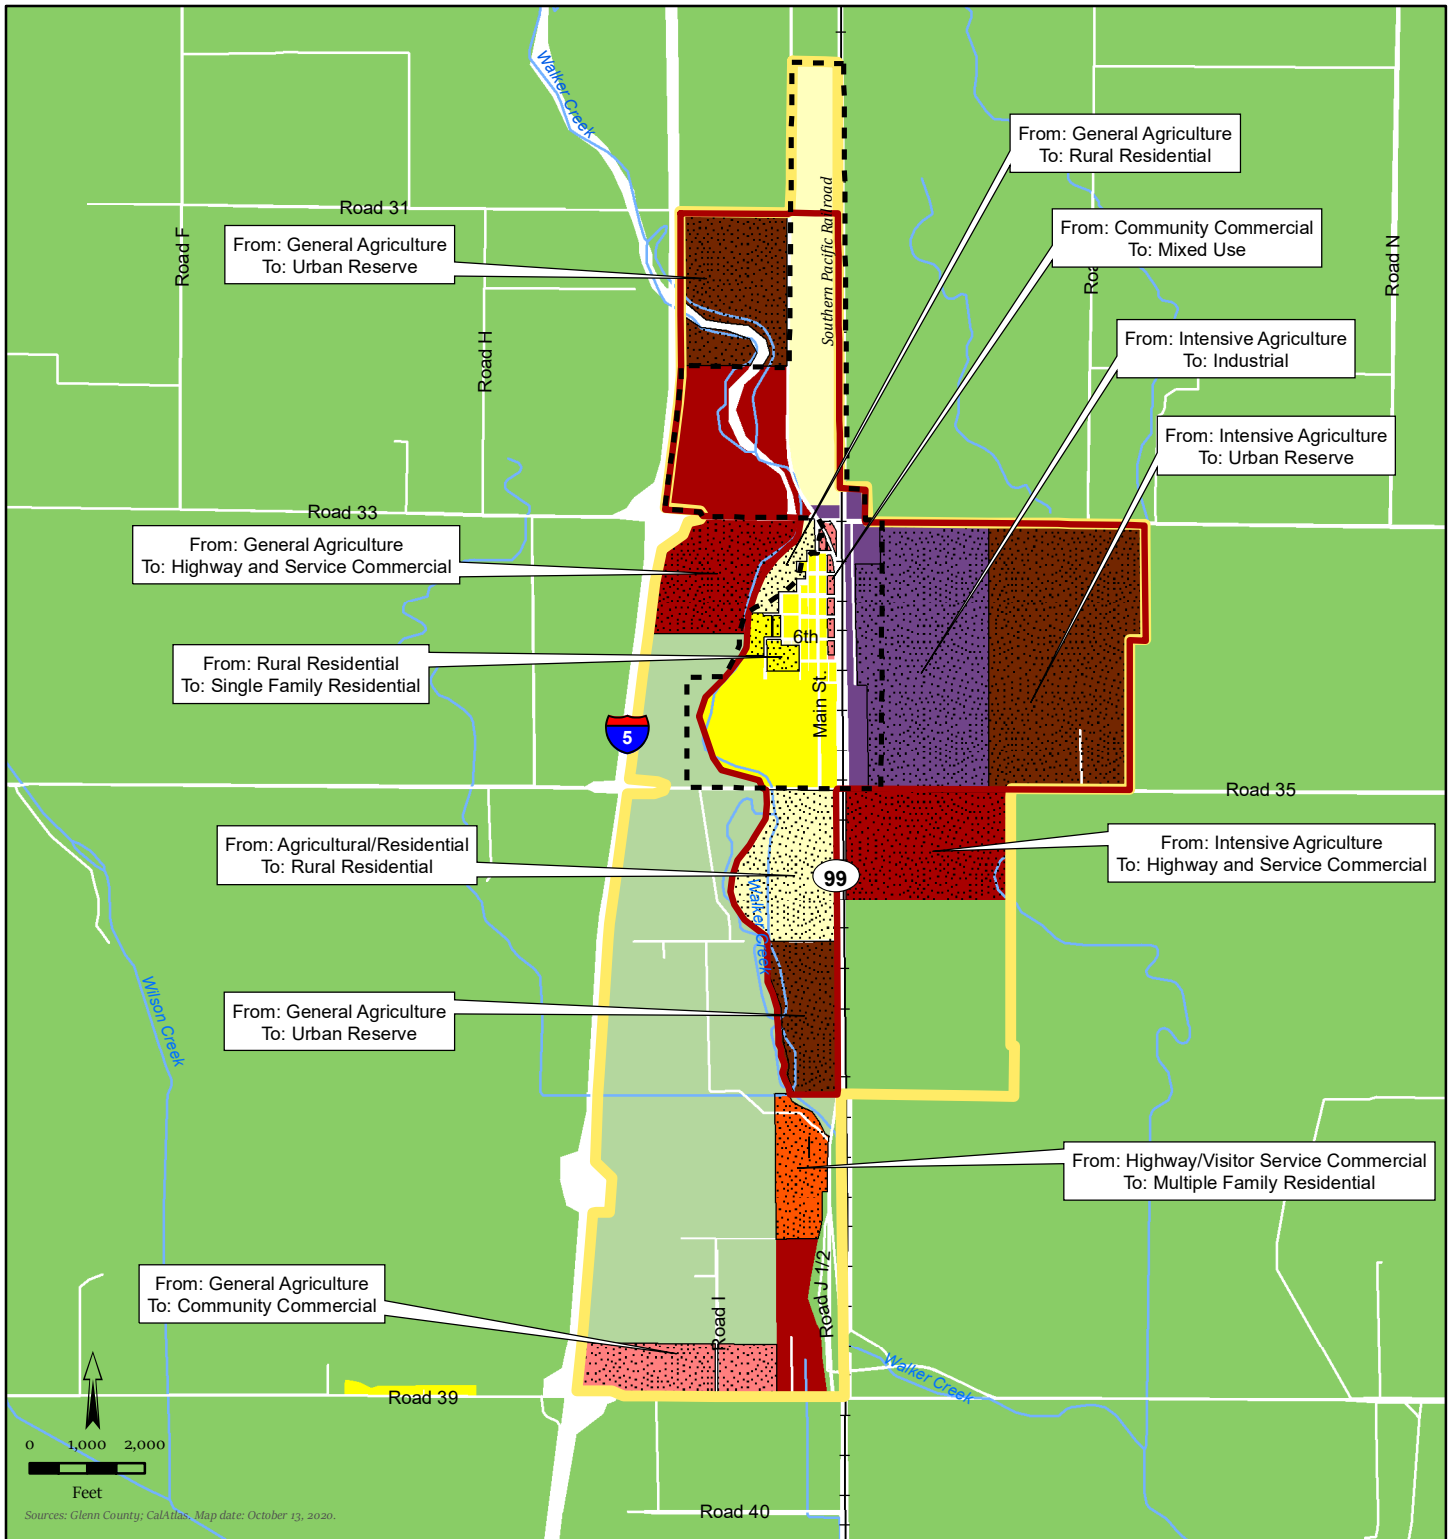 Walker Creek
From: General Agriculture
To: Rural Residential
Road 31
Southern Pacific Railroad
Road F
From: General Agriculture
To: Urban Reserve
From: Community Commercial
To: Mixed Use
Road N
Road H
From: Intensive Agriculture
To: Industrial
From: Intensive Agriculture
To: Urban Reserve
Road 33
From: General Agriculture
To: Highway and Service Commercial
6th
From: Rural Residential
To: Single Family Residential
Main St.
5
Road 35
From: Agricultural/Residential
To: Rural Residential
From: Intensive Agriculture
To: Highway and Service Commercial
99
Walker Creek
Wilson Creek
From: General Agriculture
To: Urban Reserve
From: Highway/Visitor Service Commercial
To: Multiple Family Residential
From: General Agriculture
To: Community Commercial
Road I
Road J 1/2
Walker Creek
Road 39
0 1,000 2,000
Feet
Sources: Glenn County; CalAtlas. Map date: October 13, 2020.
Road 40